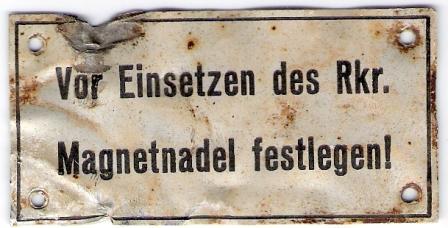 Vor Einsetzen des Rkr.
Magnetnadel festlegen!